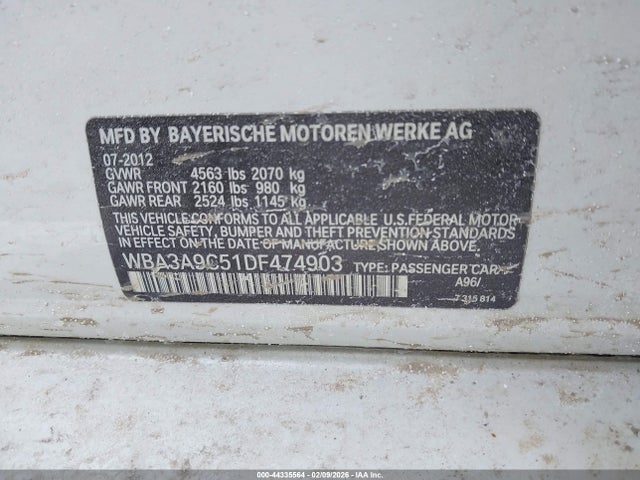 MFD BY BAYERISCHE MOTOREN WERKE AG
07-2012
GVWR 4563 lbs 2070 kg
GAWR FRONT 2160 lbs 980 kg
GAWR REAR 2524 lbs 1145 kg
THIS VEHICLE CONFORMS TO ALL APPLICABLE U.S.FEDERAL MOTOR
VEHICLE SAFETY, BUMPER AND THEFT PREVENTION STANDARDS
IN EFFECT ON THE DATE OF MANUFACTURE SHOWN ABOVE.
WBA3A9C51DF474903 TYPE: PASSENGER CAR
A96/
7 315 814
000-44335564 - 02/09/2026 - IAA Inc.